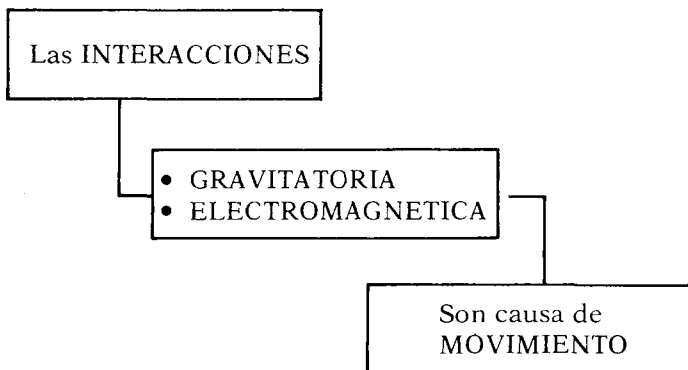 Las INTERACCIONES
• GRAVITATORIA
• ELECTROMAGNETICA
Son causa de
MOVIMIENTO